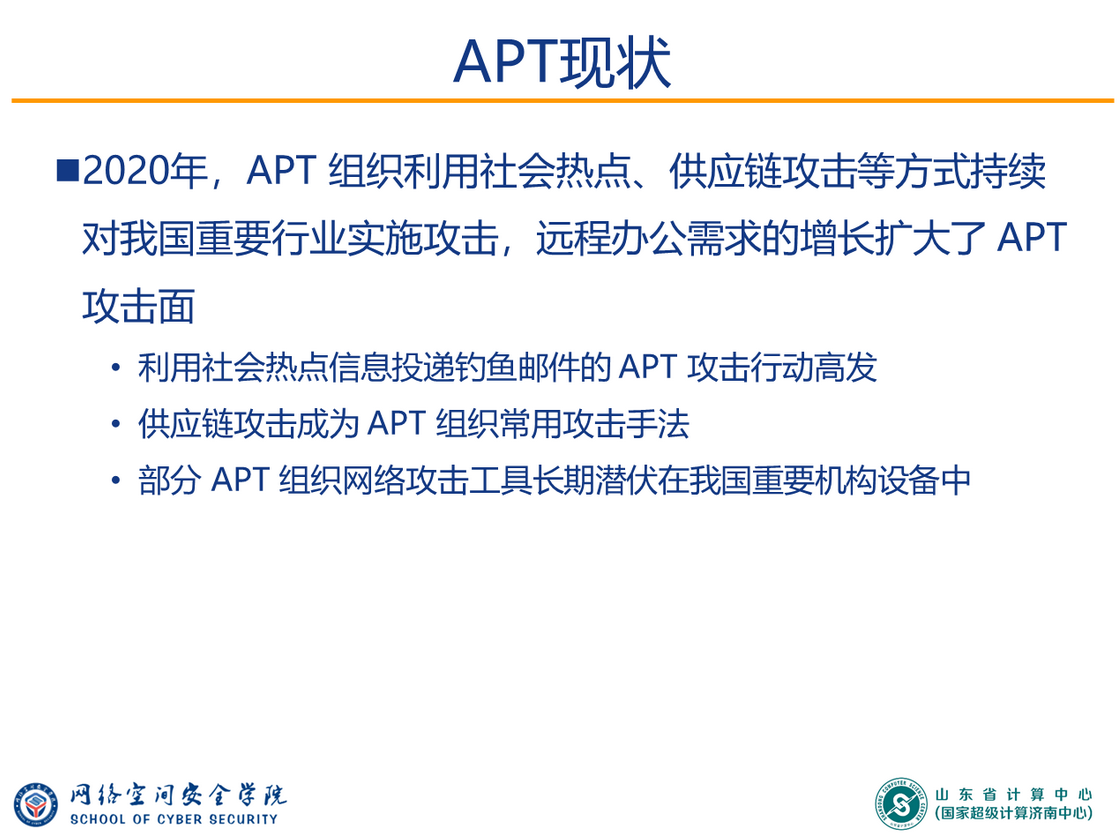 APT现状
■2020年，APT 组织利用社会热点、供应链攻击等方式持续
对我国重要行业实施攻击，远程办公需求的增长扩大了 APT
攻击面
• 利用社会热点信息投递钓鱼邮件的 APT 攻击行动高发
• 供应链攻击成为 APT 组织常用攻击手法
• 部分 APT 组织网络攻击工具长期潜伏在我国重要机构设备中
网络空间安全学院
SCHOOL OF CYBER SECURITY
山东省计算中心
(国家超级计算济南中心)